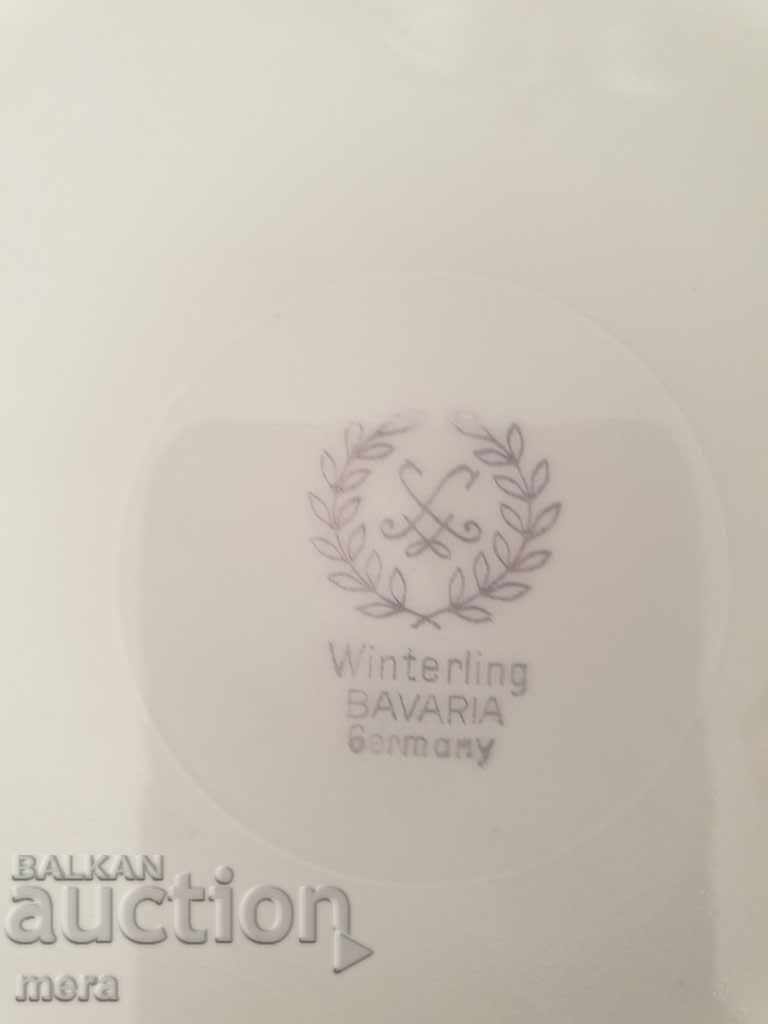 Winterling
BAVARIA
Germany
BALKAN
auction
mera